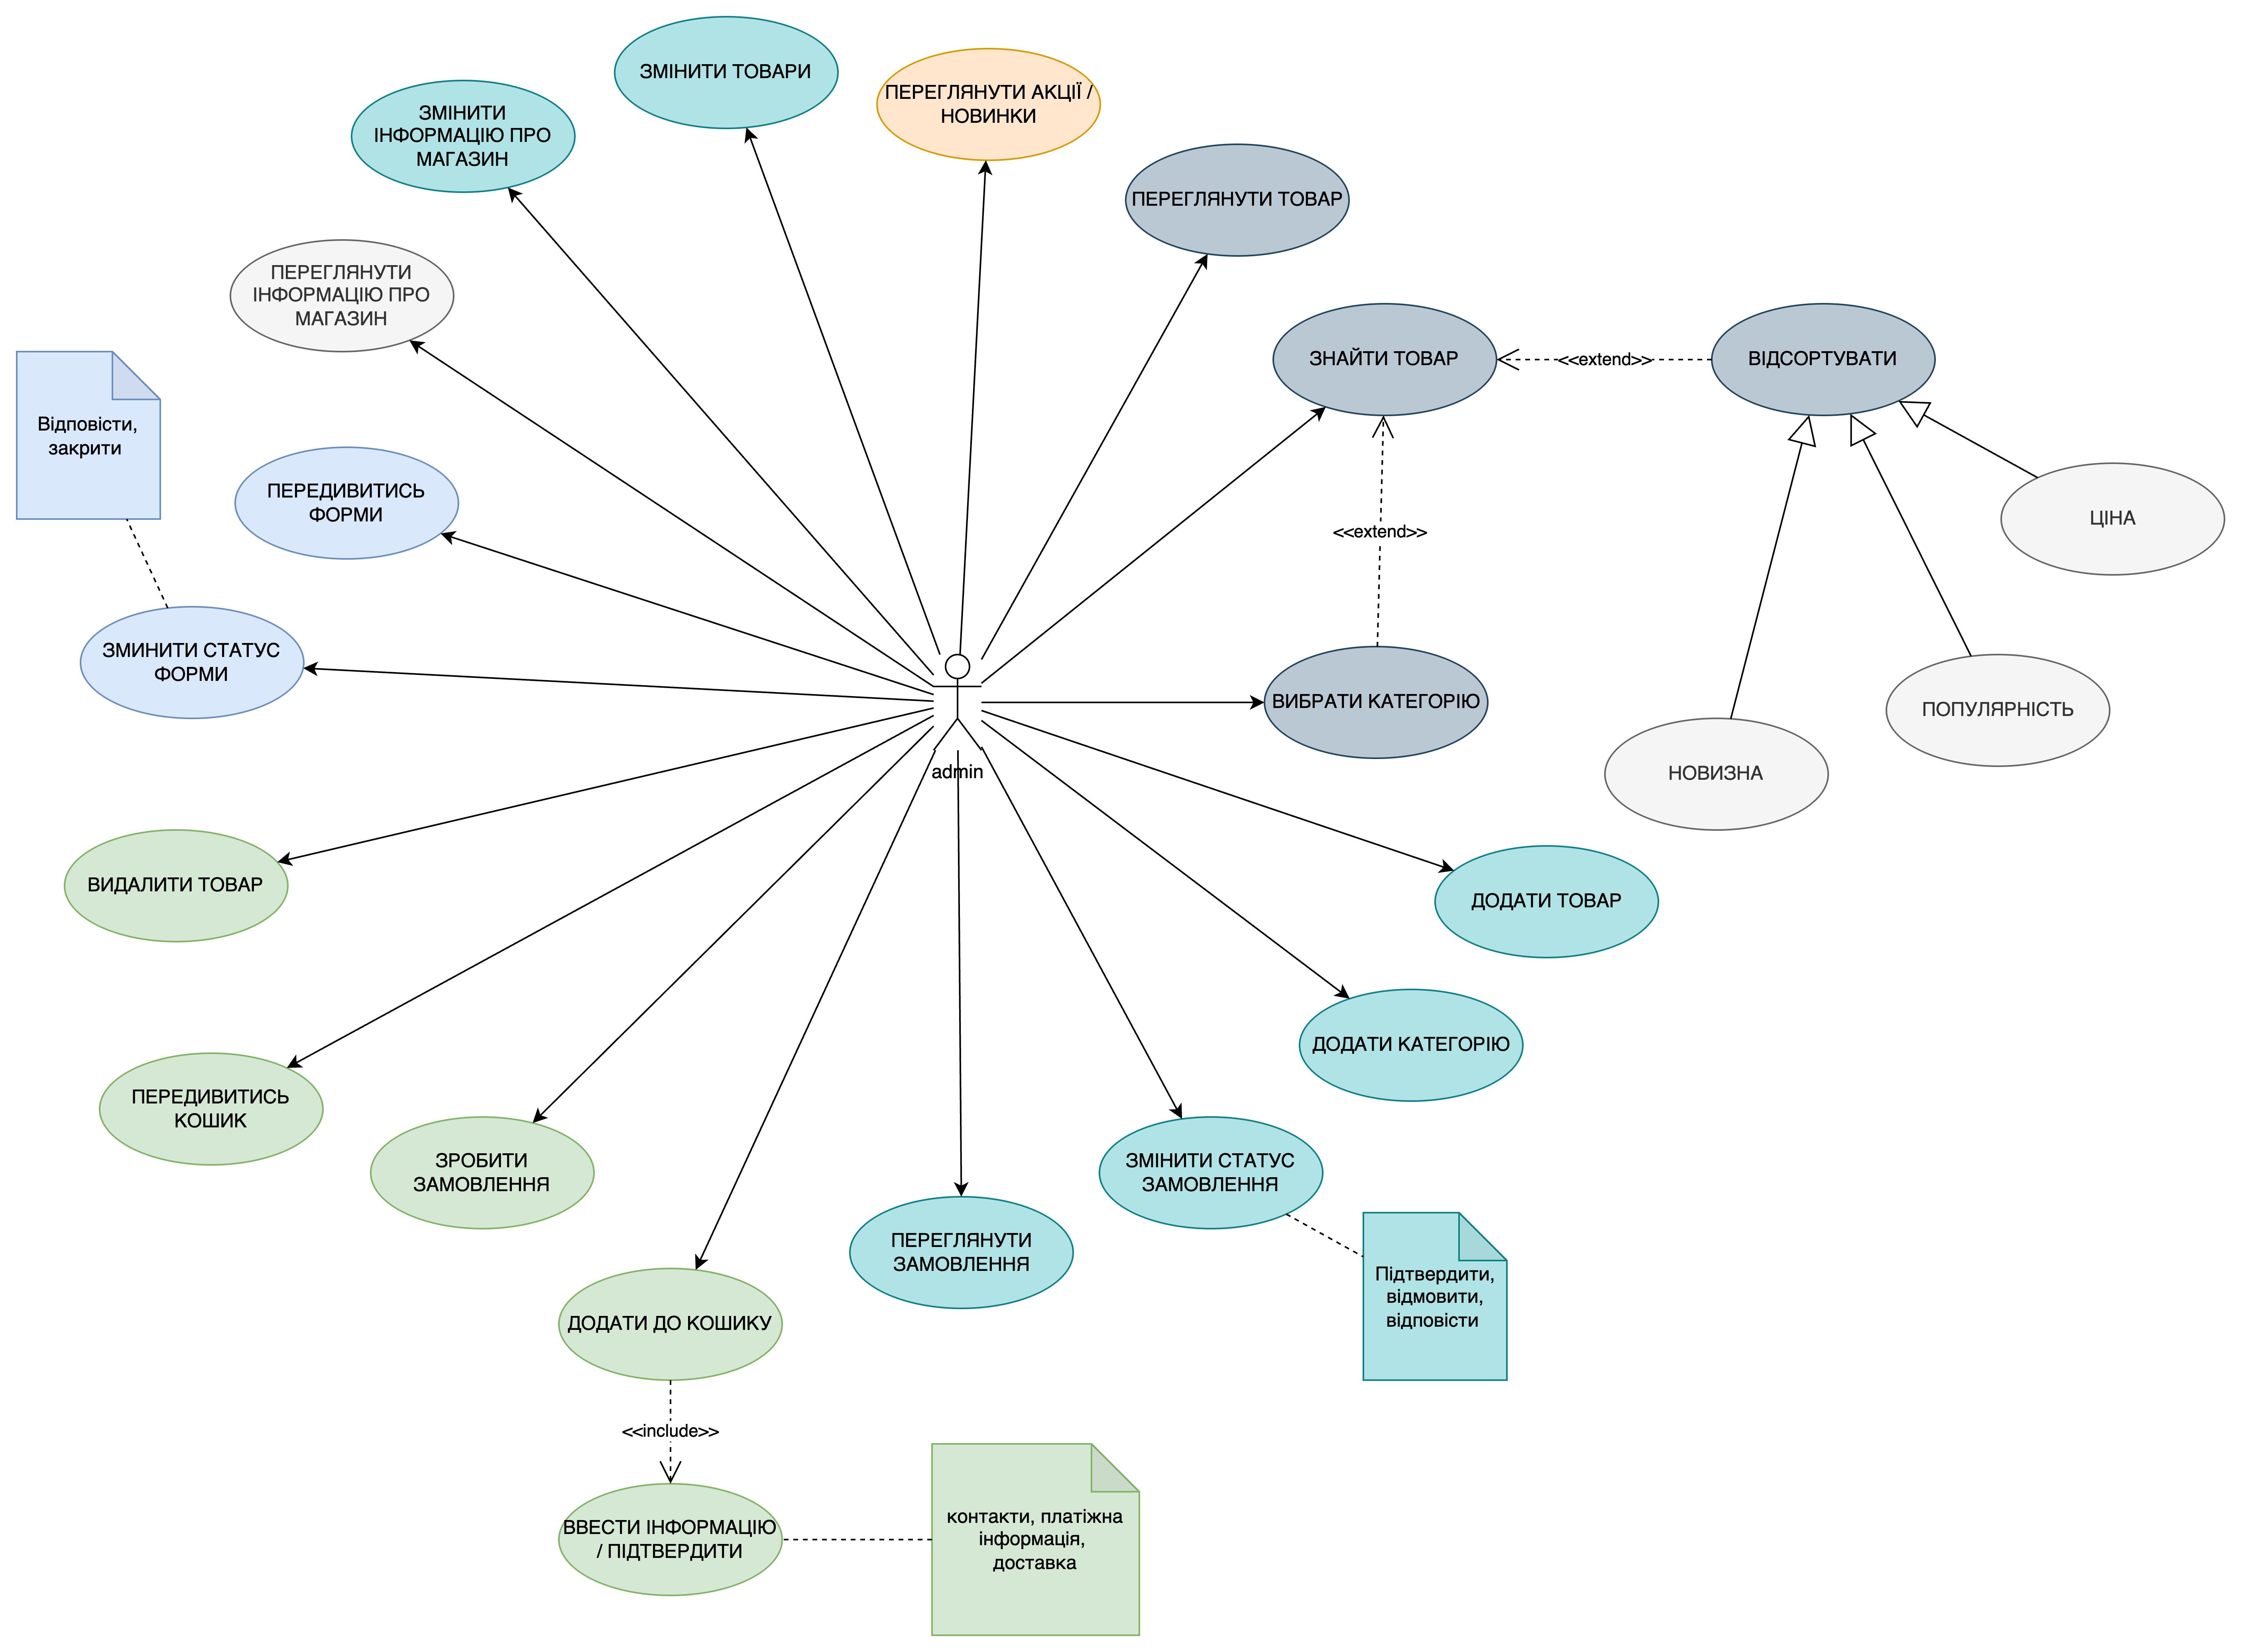 ЗМІНИТИ ТОВАРИ
ПЕРЕГЛЯНУТИ АКЦІЇ /
НОВИНКИ
ЗМІНИТИ
ІНФОРМАЦІЮ ПРО
МАГАЗИН
ПЕРЕГЛЯНУТИ ТОВАР
ПЕРЕГЛЯНУТИ
ІНФОРМАЦІЮ ПРО
МАГАЗИН
ЗНАЙТИ ТОВАР
<<extend>>
ВІДСОРТУВАТИ
Відповісти,
закрити
ПЕРЕДИВИТИСЬ
ФОРМИ
<<extend>>
ЦІНА
ЗМИНИТИ СТАТУС
ФОРМИ
ВИБРАТИ КАТЕГОРІЮ
ПОПУЛЯРНІСТЬ
НОВИЗНА
admin
ВИДАЛИТИ ТОВАР
ДОДАТИ ТОВАР
ДОДАТИ КАТЕГОРІЮ
ПЕРЕДИВИТИСЬ
КОШИК
ЗРОБИТИ
ЗАМОВЛЕННЯ
ЗМІНИТИ СТАТУС
ЗАМОВЛЕННЯ
ПЕРЕГЛЯНУТИ
ЗАМОВЛЕННЯ
Підтвердити,
відмовити,
відповісти
ДОДАТИ ДО КОШИКУ
<<include>>
ВВЕСТИ ІНФОРМАЦІЮ
/ ПІДТВЕРДИТИ
контакти, платіжна
інформація,
доставка